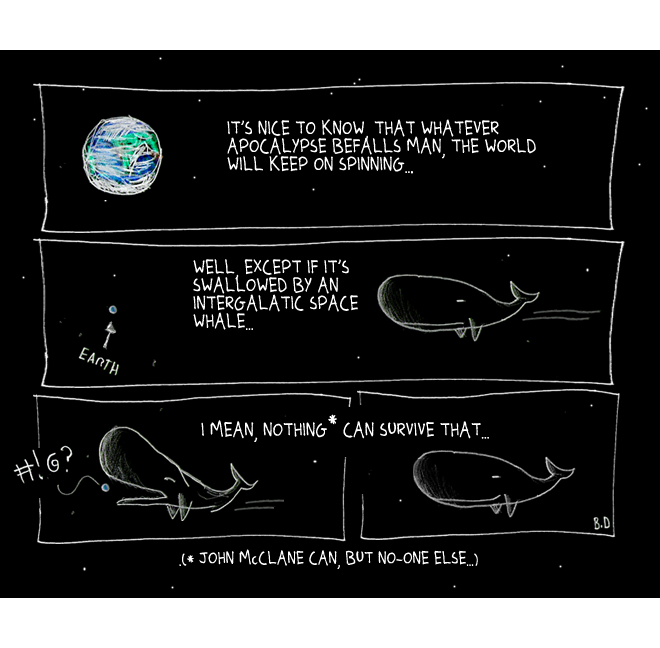 IT'S NICE TO KNOW THAT WHATEVER
APOCALYPSE BEFALLS MAN, THE WORLD
WILL KEEP ON SPINNING...
WELL, EXCEPT IF IT'S
SWALLOWED BY AN
INTERGALATIC SPACE
WHALE...
EARTH
I MEAN, NOTHING* CAN SURVIVE THAT...
#!@?
B.D
(* JOHN McCLANE CAN, BUT NO-ONE ELSE...)